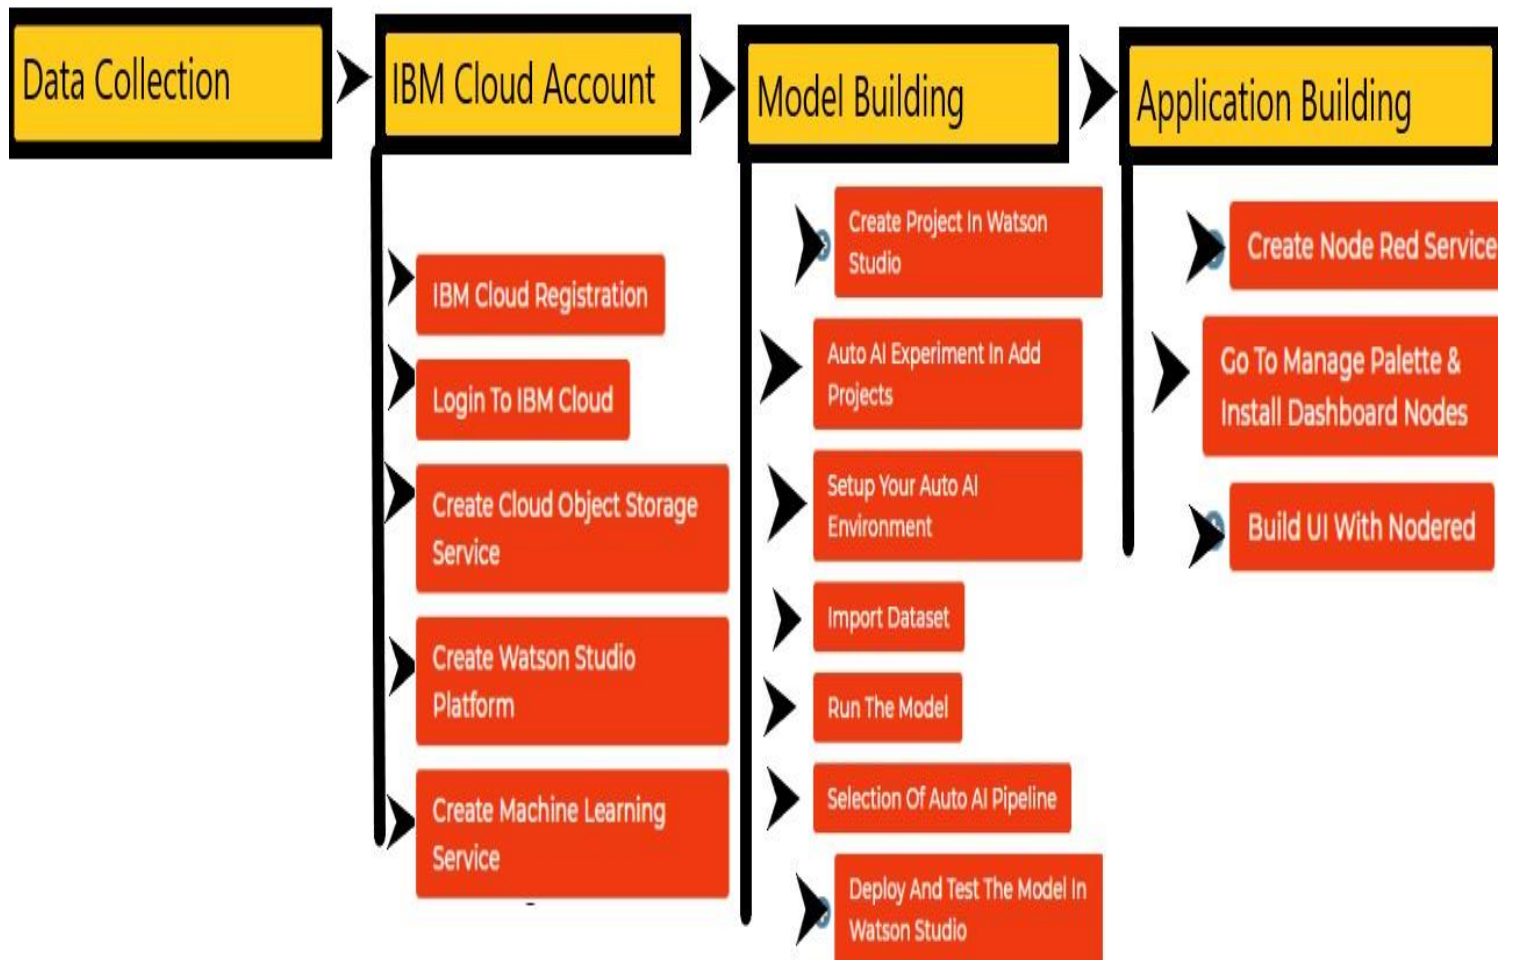 Data Collection
IBM Cloud Account
Model Building
Application Building
IBM Cloud Registration
Login To IBM Cloud
Create Cloud Object Storage
Service
Create Watson Studio
Platform
Create Machine Learning
Service
Create Project In Watson
Studio
Auto AI Experiment In Add
Projects
Setup Your Auto AI
Environment
Import Dataset
Run The Model
Selection Of Auto AI Pipeline
Deploy And Test The Model In
Watson Studio
Create Node Red Service
Go To Manage Palette &
Install Dashboard Nodes
Build UI With Nodered